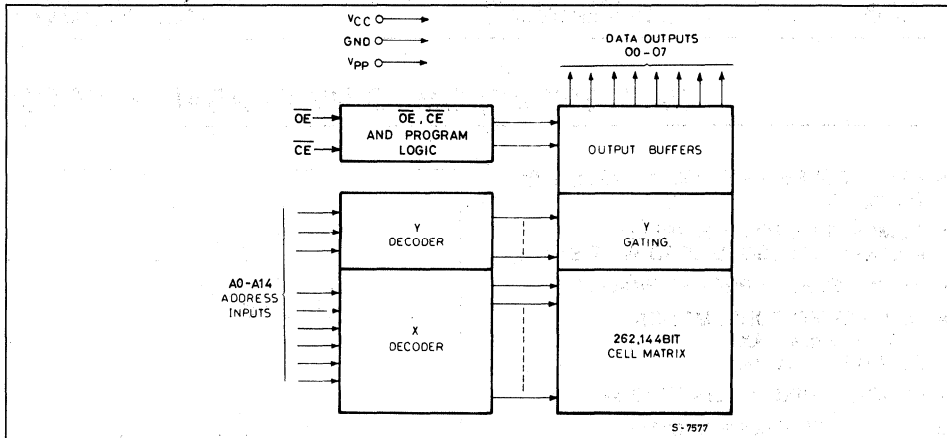 VCC
GND
VPP
DATA OUTPUTS
O0-O7
OE
CE
OE, CE
AND PROGRAM
LOGIC
OUTPUT BUFFERS
Y
DECODER
Y
GATING
A0-A14
ADDRESS
INPUTS
X
DECODER
262,144BIT
CELL MATRIX
S-7577